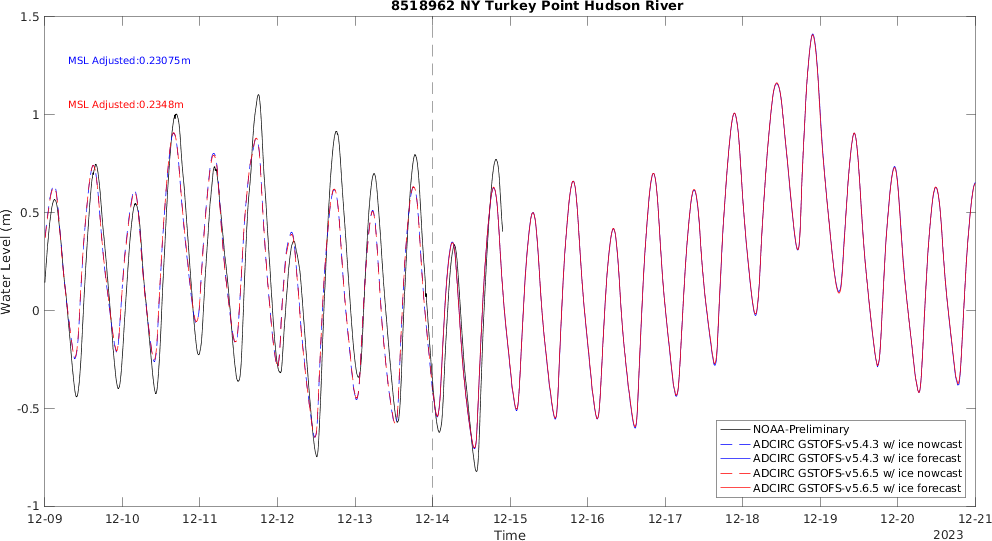 8518962 NY Turkey Point Hudson River
1.5
MSL Adjusted:0.23075m
MSL Adjusted:0.2348m
1
0.5
0
-0.5
-1
Water Level (m)
NOAA-Preliminary
ADCIRC GSTOFS-v5.4.3 w/ ice nowcast
ADCIRC GSTOFS-v5.4.3 w/ ice forecast
ADCIRC GSTOFS-v5.6.5 w/ ice nowcast
ADCIRC GSTOFS-v5.6.5 w/ ice forecast
12-09 12-10 12-11 12-12 12-13 12-14 12-15 12-16 12-17 12-18 12-19 12-20 12-21
Time
2023